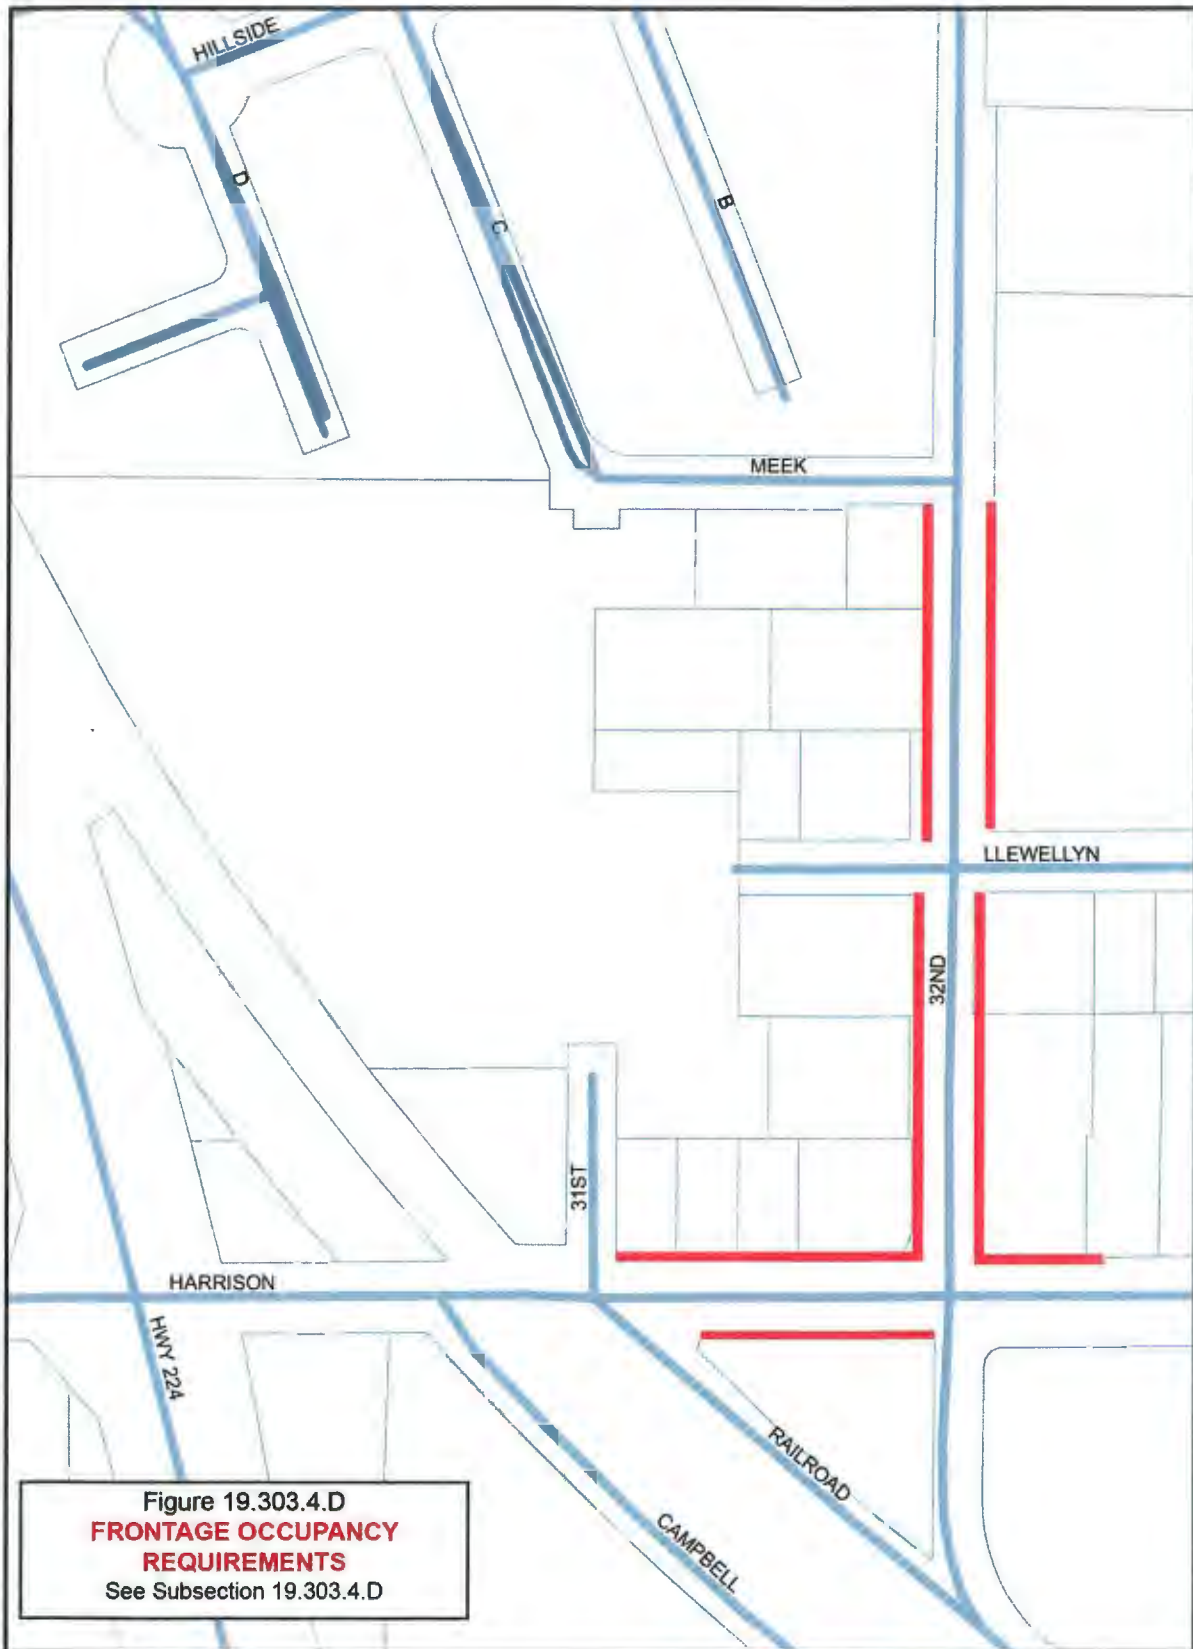 HILLSIDE
D
C
B
MEEK
LLEWELLYN
32ND
31ST
HARRISON
HWY 224
RAILROAD
CAMPBELL
Figure 19.303.4.D
FRONTAGE OCCUPANCY
REQUIREMENTS
See Subsection 19.303.4.D